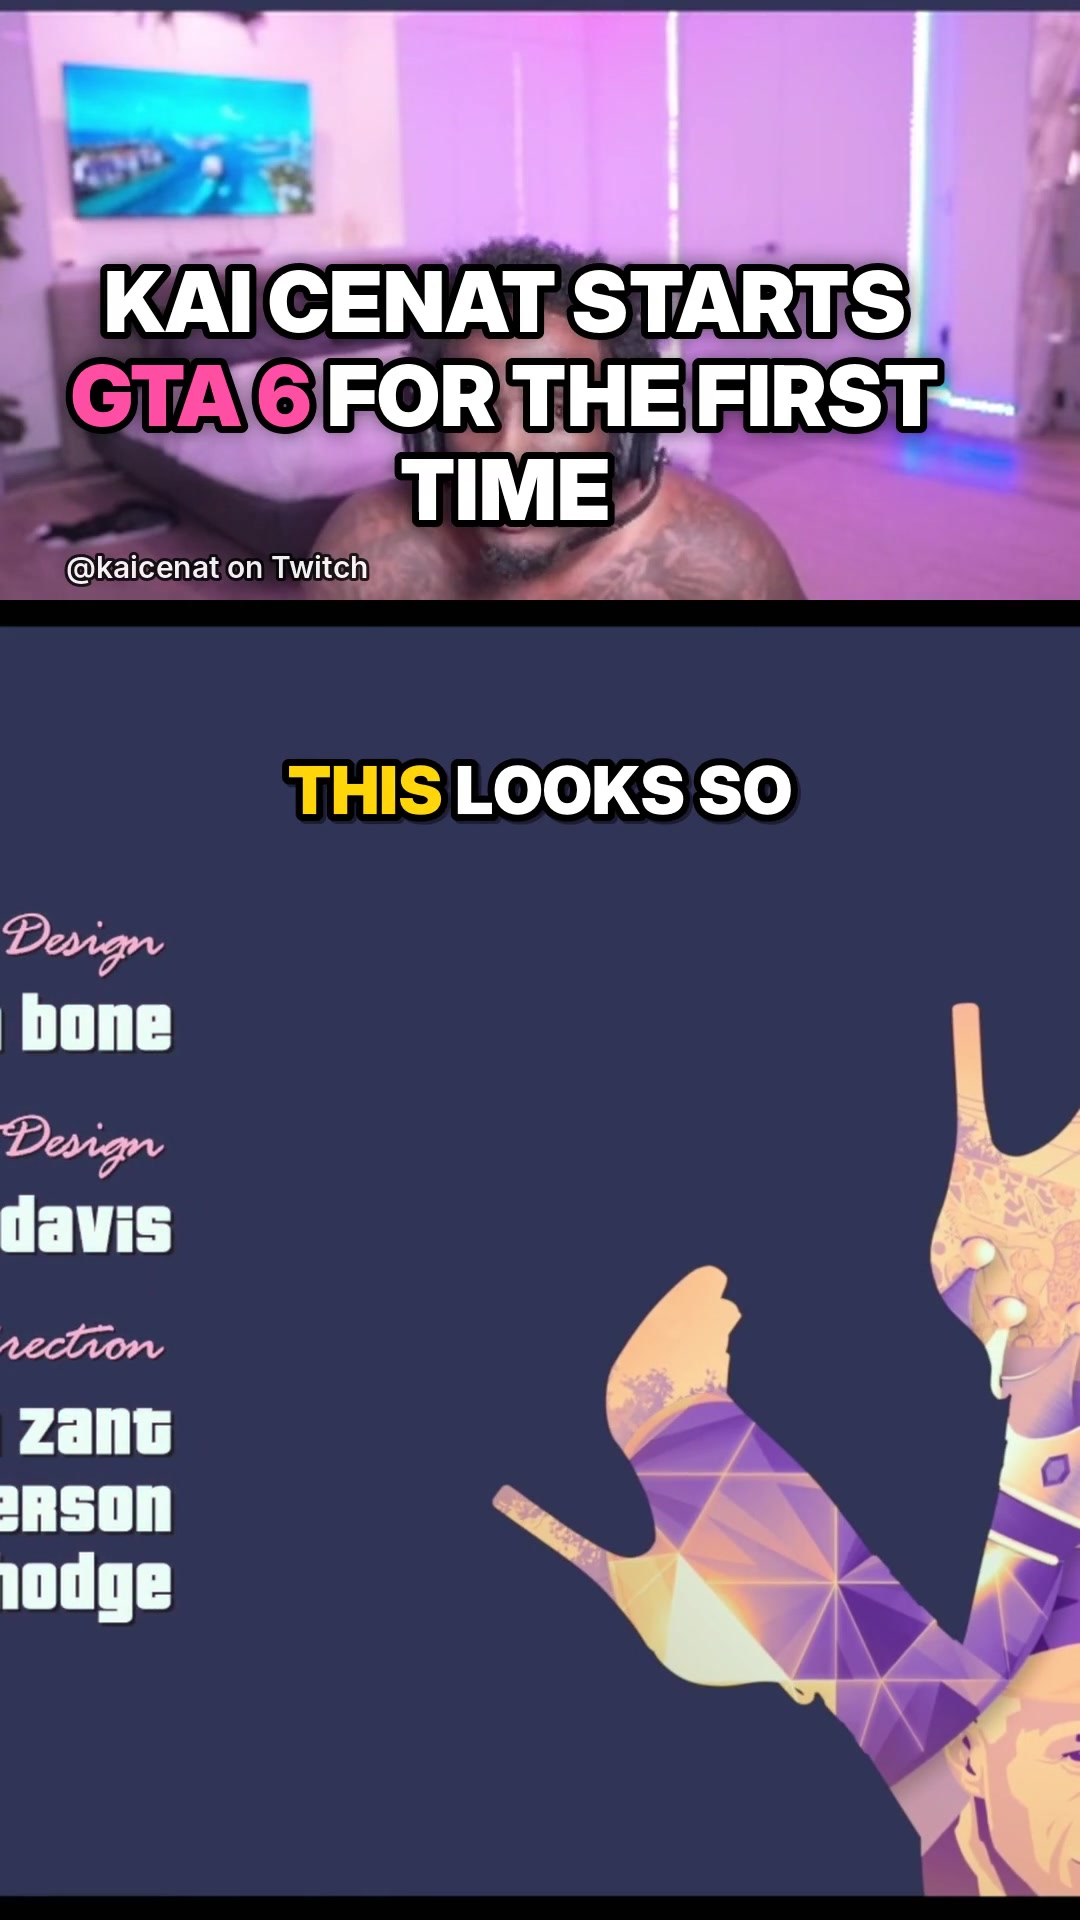 KAI CENAT STARTS
GTA 6 FOR THE FIRST
TIME
@kaicenat on Twitch
THIS LOOKS SO
Design
bone
Design
davis
rection
zant
erson
hodge